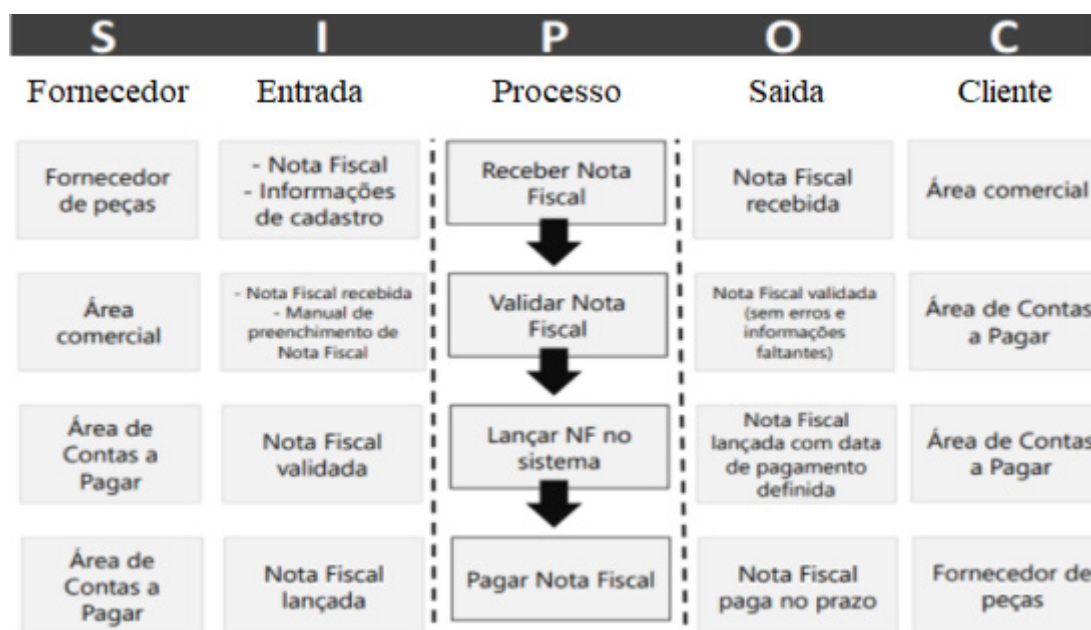 S I P O C
Fornecedor Entrada Processo Saida Cliente
Fornecedor
de peças
- Nota Fiscal
- Informações
de cadastro
Receber Nota
Fiscal
Nota Fiscal
recebida
Área comercial
Área
comercial
- Nota Fiscal recebida
- Manual de
preenchimento de
Nota Fiscal
Validar Nota
Fiscal
Nota Fiscal validada
(sem erros e
informações
faltantes)
Área de Contas
a Pagar
Área de
Contas a
Pagar
Nota Fiscal
validada
Lançar NF no
sistema
Nota Fiscal
lançada com data
de pagamento
definida
Área de Contas
a Pagar
Área de
Contas a
Pagar
Nota Fiscal
lançada
Pagar Nota Fiscal
Nota Fiscal
paga no prazo
Fornecedor de
peças